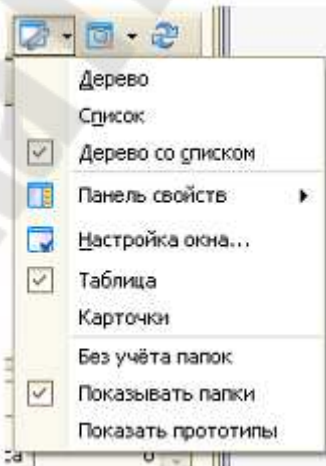 Дерево
Список
Дерево со списком
Панель свойств
Настройка окна...
Таблица
Карточки
Без учёта папок
Показывать папки
Показать прототипы